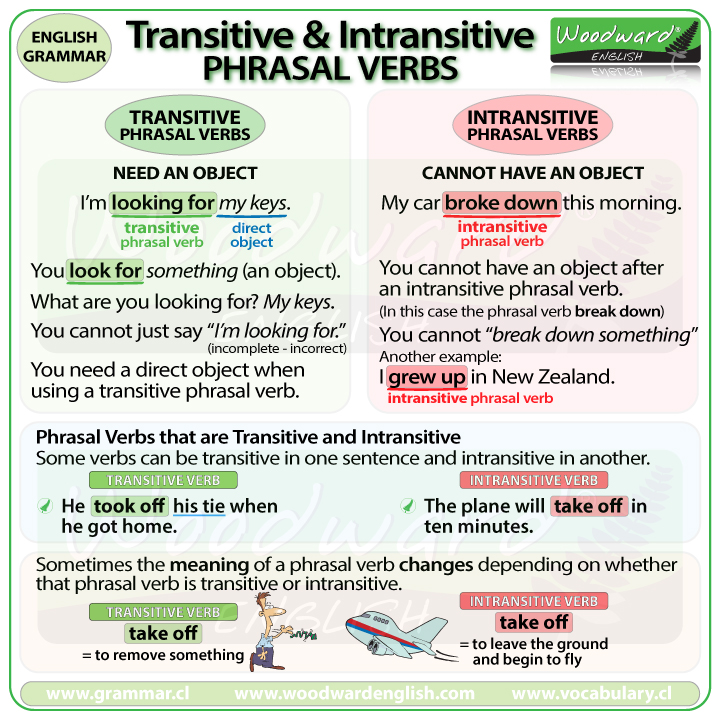 ENGLISH
GRAMMAR
Transitive & Intransitive
PHRASAL VERBS
Woodward®
ENGLISH
TRANSITIVE
PHRASAL VERBS
NEED AN OBJECT
I'm looking for my keys.
transitive
phrasal verb
direct
object
You look for something (an object).
What are you looking for? My keys.
You cannot just say “I'm looking for.”
(incomplete - incorrect)
You need a direct object when
using a transitive phrasal verb.
INTRANSITIVE
PHRASAL VERBS
CANNOT HAVE AN OBJECT
My car broke down this morning.
intransitive
phrasal verb
You cannot have an object after
an intransitive phrasal verb.
(In this case the phrasal verb break down)
You cannot “break down something”
Another example:
I grew up in New Zealand.
intransitive phrasal verb
Phrasal Verbs that are Transitive and Intransitive
Some verbs can be transitive in one sentence and intransitive in another.
TRANSITIVE VERB
He took off his tie when
he got home.
INTRANSITIVE VERB
The plane will take off in
ten minutes.
Sometimes the meaning of a phrasal verb changes depending on whether
that phrasal verb is transitive or intransitive.
TRANSITIVE VERB
take off
= to remove something
INTRANSITIVE VERB
take off
= to leave the ground
and begin to fly
www.grammar.cl www.woodwardenglish.com www.vocabulary.cl
Woodward®
ENGLISH
Woodward
ENGLISH